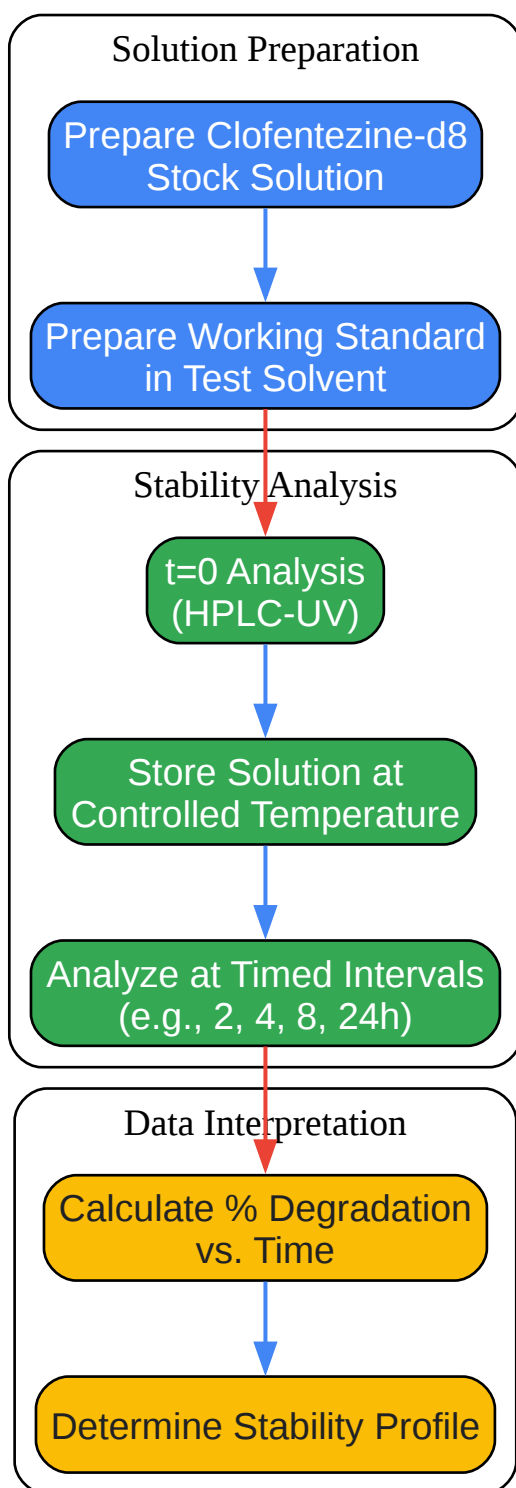 Solution Preparation
Prepare Clofentezine-d8
Stock Solution
Prepare Working Standard
in Test Solvent
Stability Analysis
t=0 Analysis
(HPLC-UV)
Store Solution at
Controlled Temperature
Analyze at Timed Intervals
(e.g., 2, 4, 8, 24h)
Data Interpretation
Calculate % Degradation
vs. Time
Determine Stability Profile